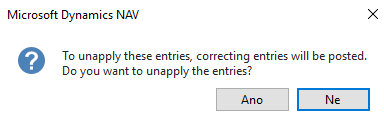 Microsoft Dynamics NAV
To unapply these entries, correcting entries will be posted.
Do you want to unapply the entries?
Ano
Ne